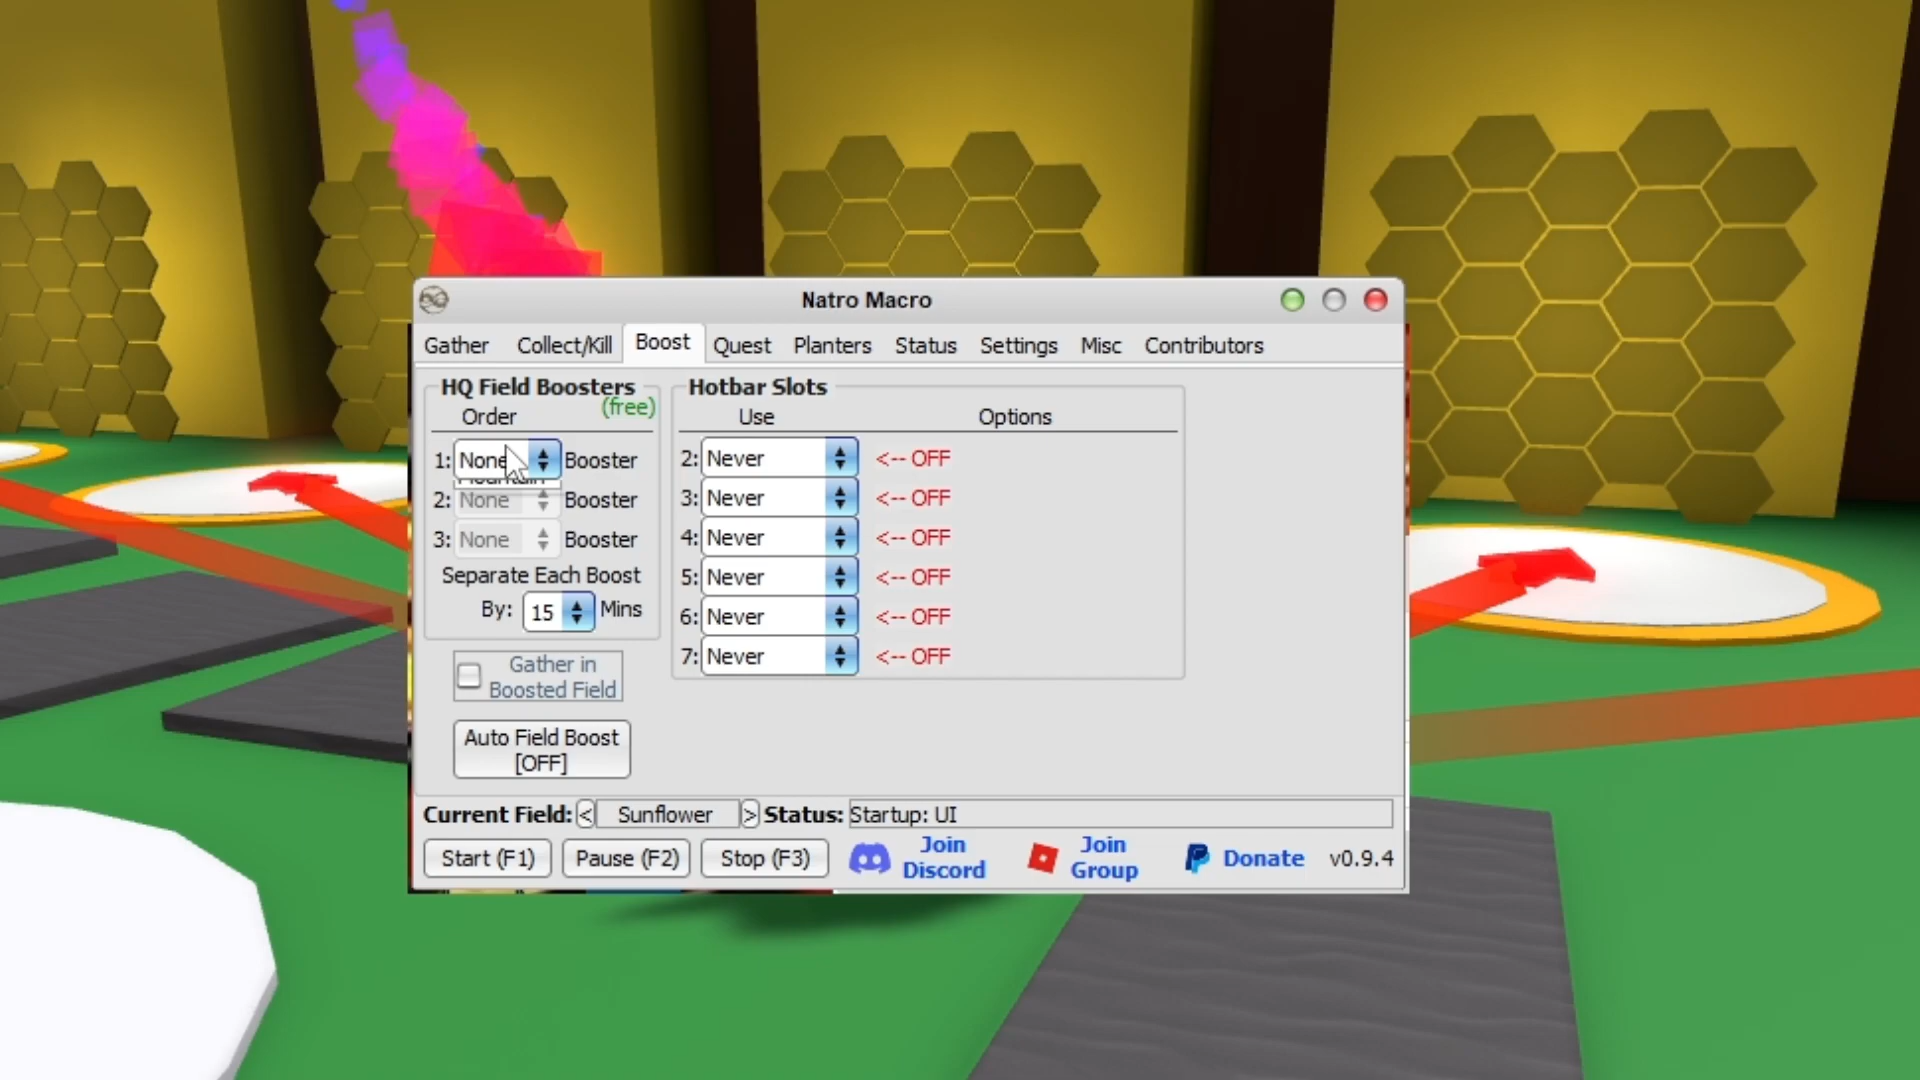 Natro Macro
Gather Collect/Kill Boost Quest Planters Status Settings Misc Contributors
HQ Field Boosters
(free)
Order
1: None Booster
Mountain
2: None Booster
3: None Booster
Separate Each Boost
By: 15 Mins
Gather in
Boosted Field
Auto Field Boost
[OFF]
Hotbar Slots
Use Options
2: Never <-- OFF
3: Never <-- OFF
4: Never <-- OFF
5: Never <-- OFF
6: Never <-- OFF
7: Never <-- OFF
Current Field: < Sunflower > Status: Startup: UI
Start (F1) Pause (F2) Stop (F3)
Join
Discord
Join
Group
Donate
v0.9.4